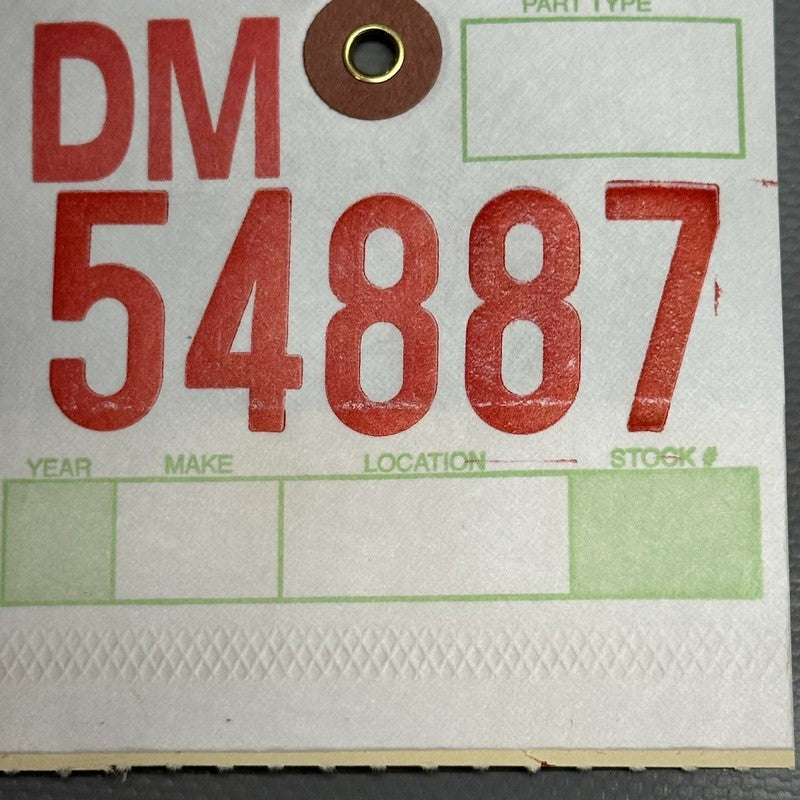 PART TYPE
DM
54887
YEAR MAKE LOCATION STOCK #